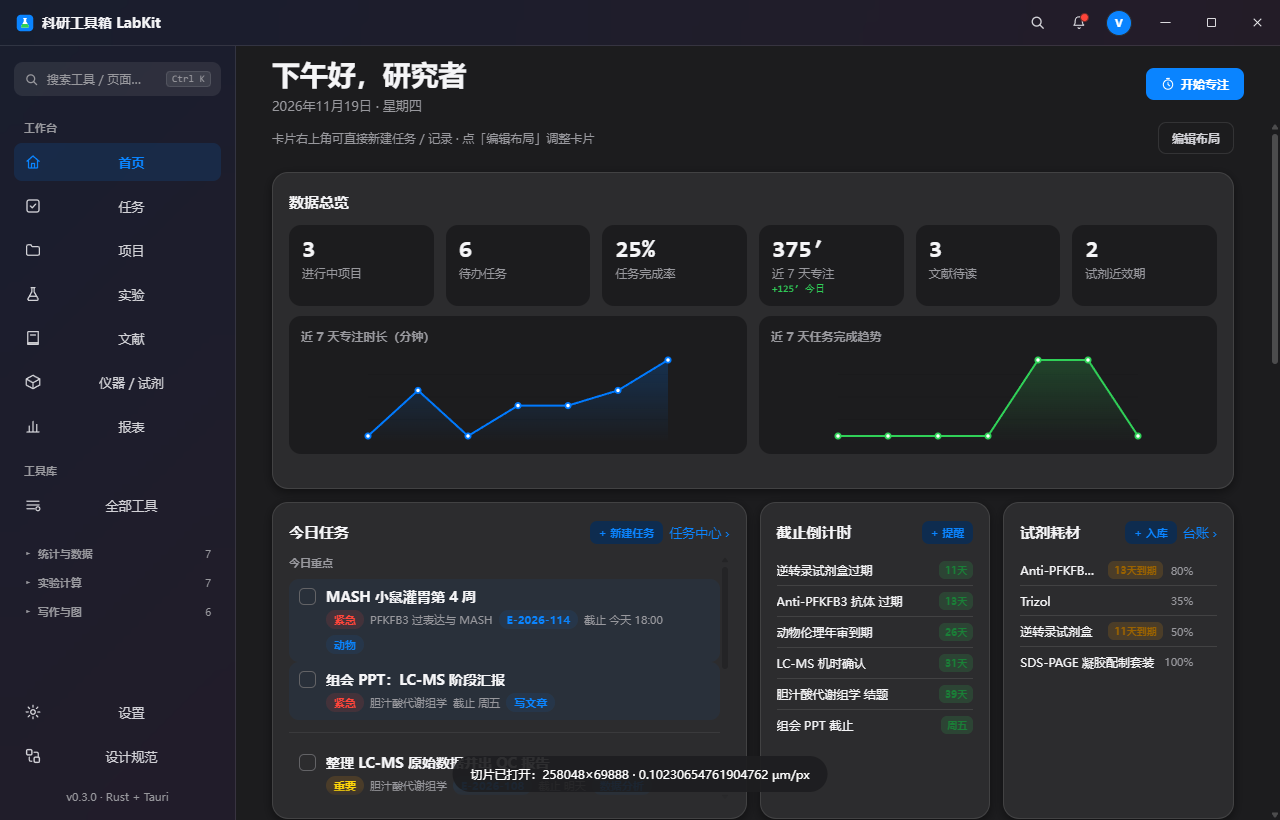 科研工具箱 LabKit
V
搜索工具 / 页面... Ctrl K
工作台
首页
任务
项目
实验
文献
仪器 / 试剂
报表
工具库
全部工具
统计与数据 7
实验计算 7
写作与图 6
设置
设计规范
v0.3.0 · Rust + Tauri
下午好，研究者
2026年11月19日 · 星期四
开始专注
卡片右上角可直接新建任务 / 记录 · 点「编辑布局」调整卡片
编辑布局
数据总览
3
进行中项目
6
待办任务
25%
任务完成率
375′
近 7 天专注
+125′ 今日
3
文献待读
2
试剂近效期
近 7 天专注时长（分钟）
近 7 天任务完成趋势
今日任务 + 新建任务 任务中心 ›
今日重点
MASH 小鼠灌胃第 4 周
紧急 PFKFB3 过表达与 MASH E-2026-114 截止 今天 18:00
动物
组会 PPT：LC-MS 阶段汇报
紧急 胆汁酸代谢组学 截止 周五 写文章
整理 LC-MS 原始数据并出 QC 报告
重要 胆汁酸代谢组学
截止倒计时 + 提醒
逆转录试剂盒过期 11天
Anti-PFKFB3 抗体 过期 13天
动物伦理年审到期 26天
LC-MS 机时确认 31天
胆汁酸代谢组学 结题 39天
组会 PPT 截止 周五
试剂耗材 + 入库 台账 ›
Anti-PFKFB... 13天到期 80%
Trizol 35%
逆转录试剂盒 11天到期 50%
SDS-PAGE 凝胶配制套装 100%
切片已打开：258048×69888 · 0.10230654761904762 μm/px